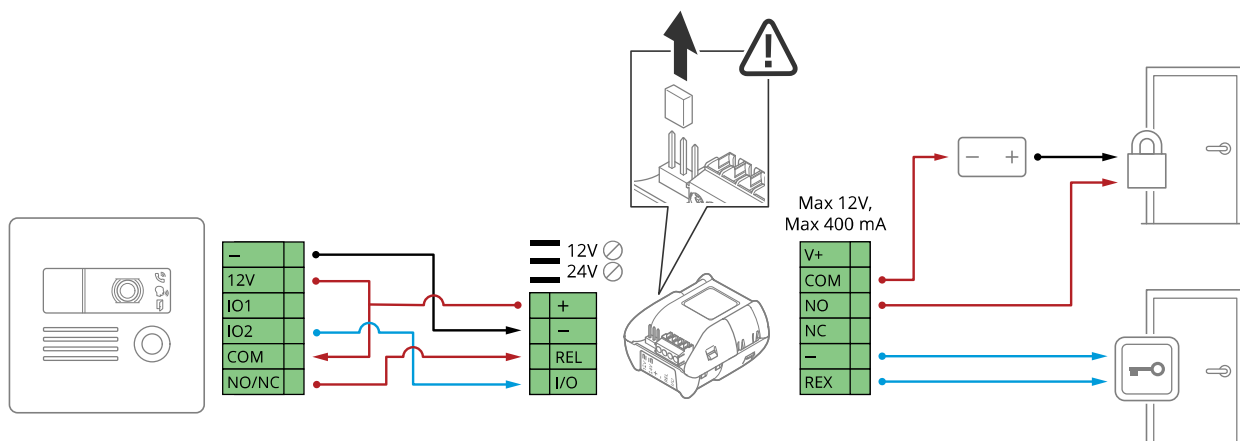 –
12V
IO1
IO2
COM
NO/NC
12V
24V
+
–
REL
I/O
Max 12V,
Max 400 mA
V+
COM
NO
NC
–
REX
– +